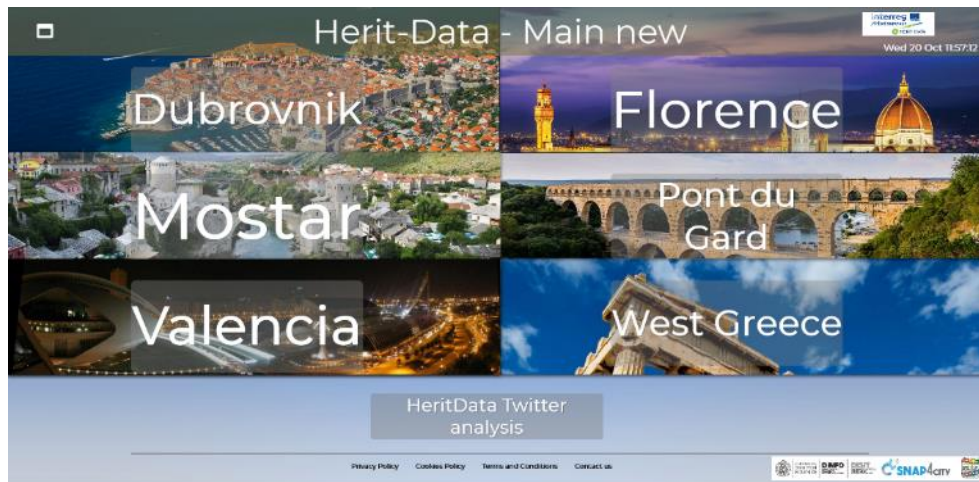 Herit-Data - Main new
Interreg
Wed 20 Oct 11:57:12
Dubrovnik
Florence
Mostar
Pont du
Gard
Valencia
West Greece
HeritData Twitter
analysis
Privacy Policy Cookies Policy Terms and Conditions Contact us
SNAP4CITY